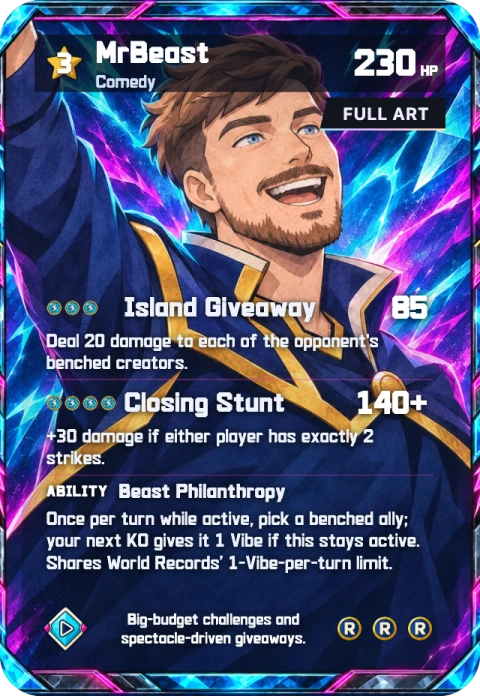 3
MrBeast
230 HP
Comedy
FULL ART
Island Giveaway 85
Deal 20 damage to each of the opponent's
benched creators.
Closing Stunt 140+
+30 damage if either player has exactly 2
strikes.
ABILITY Beast Philanthropy
Once per turn while active, pick a benched ally;
your next KO gives it 1 Vibe if this stays active.
Shares World Records' 1-Vibe-per-turn limit.
Big-budget challenges and
spectacle-driven giveaways.
R R R